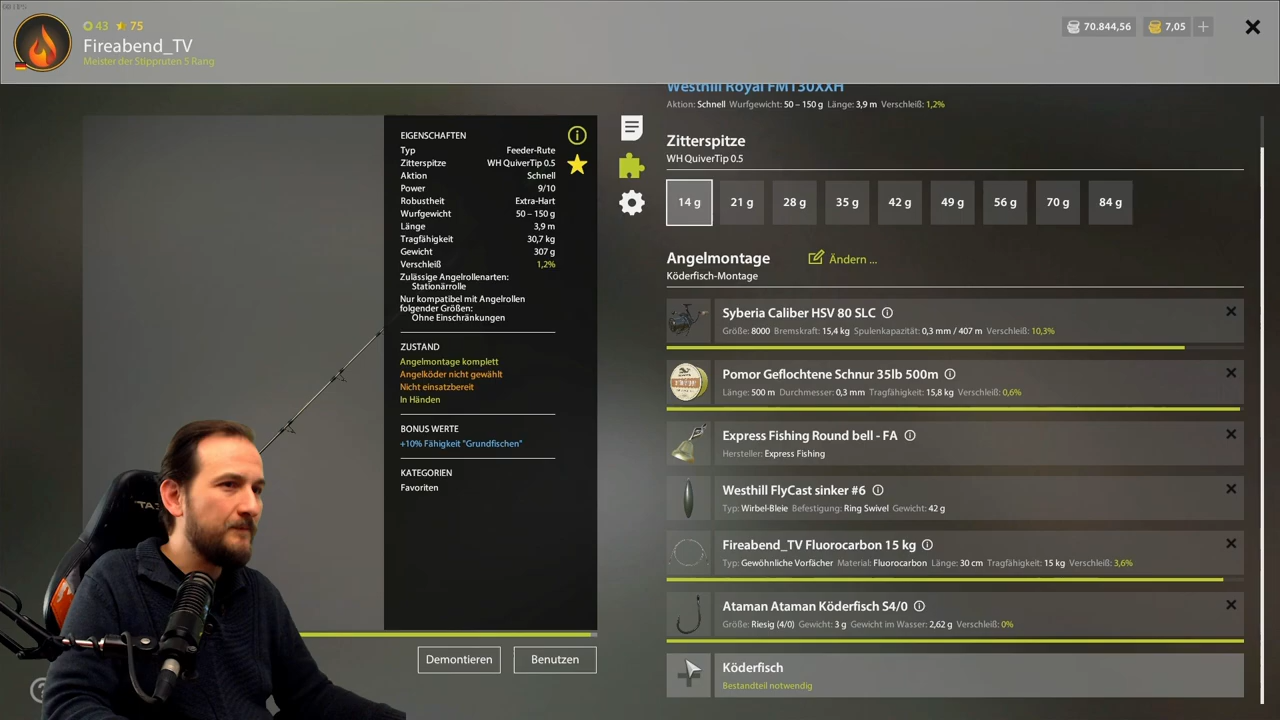 60 FPS
43 75
Fireabend_TV
Meister der Stippruten 5 Rang
70.844,56
7,05
EIGENSCHAFTEN
Typ Feeder-Rute
Zitterspitze WH QuiverTip 0.5
Aktion Schnell
Power 9/10
Robustheit Extra-Hart
Wurfgewicht 50 – 150 g
Länge 3,9 m
Tragfähigkeit 30,7 kg
Gewicht 307 g
Verschleiß 1,2%
Zulässige Angelrollenarten:
Stationärrolle
Nur kompatibel mit Angelrollen
folgender Größen:
Ohne Einschränkungen
ZUSTAND
Angelmontage komplett
Angelköder nicht gewählt
Nicht einsatzbereit
In Händen
BONUS WERTE
+10% Fähigkeit "Grundfischen"
KATEGORIEN
Favoriten
Demontieren
Benutzen
Westhill Royal FM130XXH
Aktion: Schnell Wurfgewicht: 50 – 150 g Länge: 3,9 m Verschleiß: 1,2%
Zitterspitze
WH QuiverTip 0.5
14 g 21 g 28 g 35 g 42 g 49 g 56 g 70 g 84 g
Angelmontage Ändern ...
Köderfisch-Montage
Syberia Caliber HSV 80 SLC
Größe: 8000 Bremskraft: 15,4 kg Spulenkapazität: 0,3 mm / 407 m Verschleiß: 10,3%
Pomor Geflochtene Schnur 35lb 500m
Länge: 500 m Durchmesser: 0,3 mm Tragfähigkeit: 15,8 kg Verschleiß: 0,6%
Express Fishing Round bell - FA
Hersteller: Express Fishing
Westhill FlyCast sinker #6
Typ: Wirbel-Bleie Befestigung: Ring Swivel Gewicht: 42 g
Fireabend_TV Fluorocarbon 15 kg
Typ: Gewöhnliche Vorfächer Material: Fluorocarbon Länge: 30 cm Tragfähigkeit: 15 kg Verschleiß: 3,6%
Ataman Ataman Köderfisch S4/0
Größe: Riesig (4/0) Gewicht: 3 g Gewicht im Wasser: 2,62 g Verschleiß: 0%
Köderfisch
Bestandteil notwendig